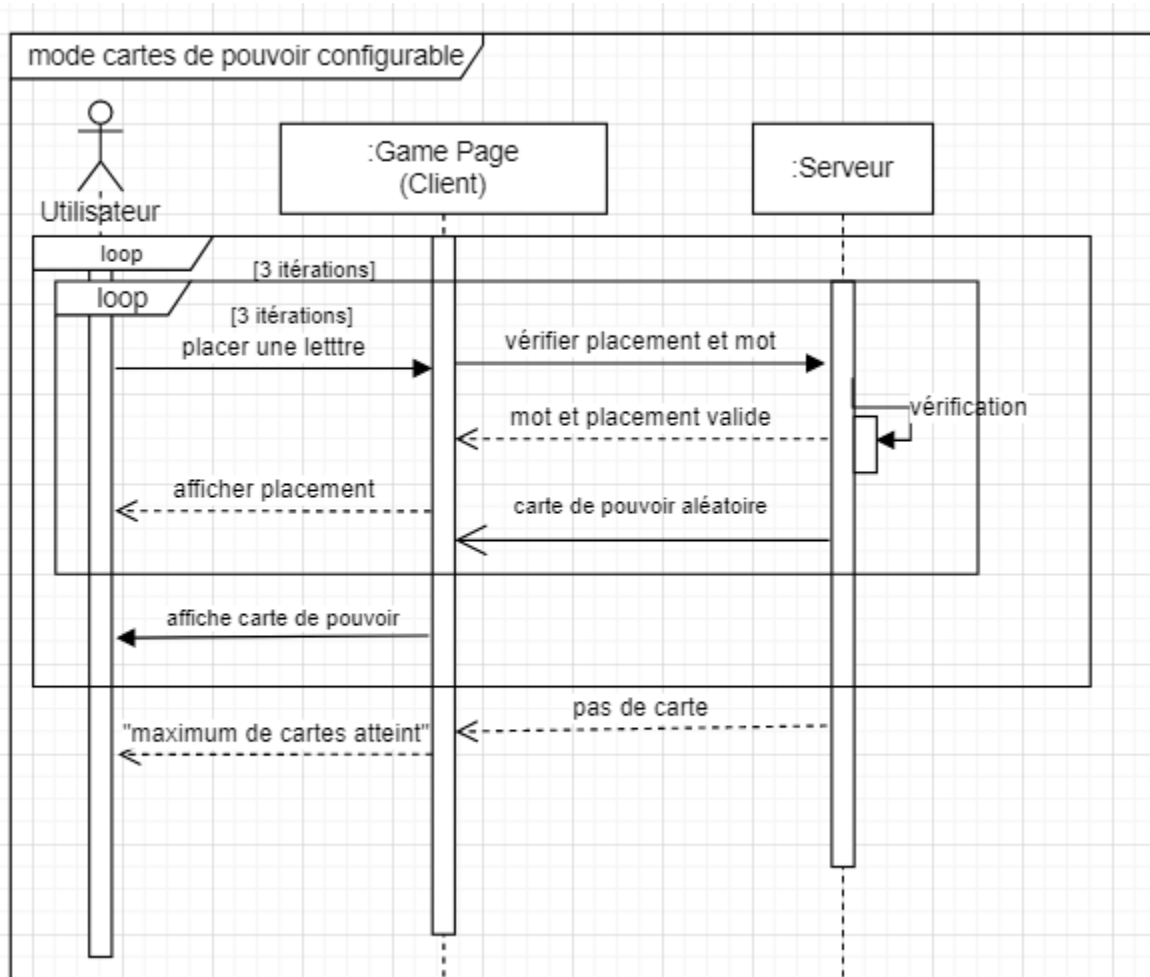 mode cartes de pouvoir configurable
:Game Page
(Client)
:Serveur
Utilisateur
loop
[3 itérations]
loop
[3 itérations]
placer une letttre
vérifier placement et mot
vérification
mot et placement valide
afficher placement
carte de pouvoir aléatoire
affiche carte de pouvoir
pas de carte
"maximum de cartes atteint"